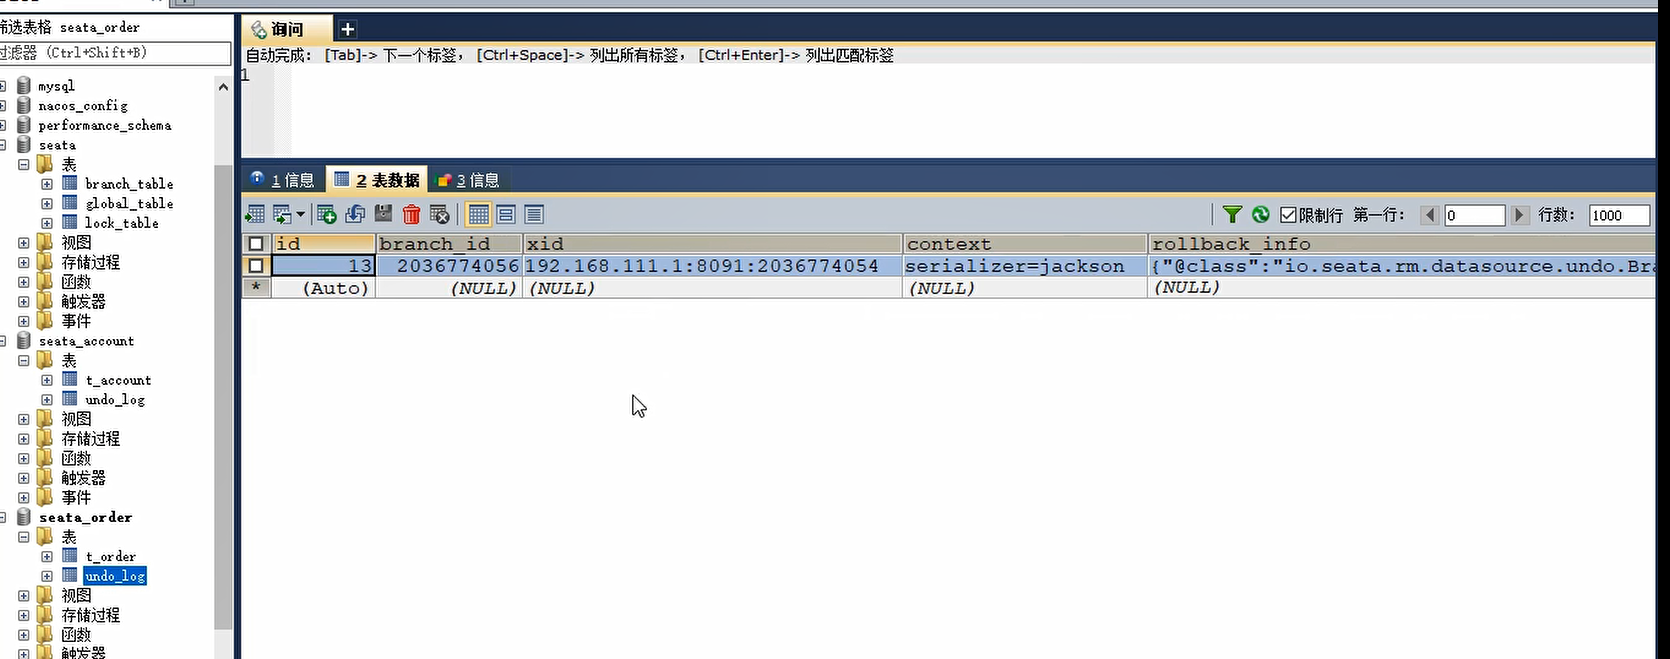 筛选表格 seata_order
过滤器 (Ctrl+Shift+B)
mysql
nacos_config
performance_schema
seata
表
branch_table
global_table
lock_table
视图
存储过程
函数
触发器
事件
seata_account
表
t_account
undo_log
视图
存储过程
函数
触发器
事件
seata_order
表
t_order
undo_log
视图
存储过程
函数
触发器
询问
自动完成: [Tab]-> 下一个标签, [Ctrl+Space]-> 列出所有标签, [Ctrl+Enter]-> 列出匹配标签
1
1 信息 2 表数据 3 信息
限制行 第一行: 0 行数: 1000
id branch_id xid context rollback_info
13 2036774056 192.168.111.1:8091:2036774054 serializer=jackson {"@class":"io.seata.rm.datasource.undo.Bra
* (Auto) (NULL) (NULL) (NULL) (NULL)